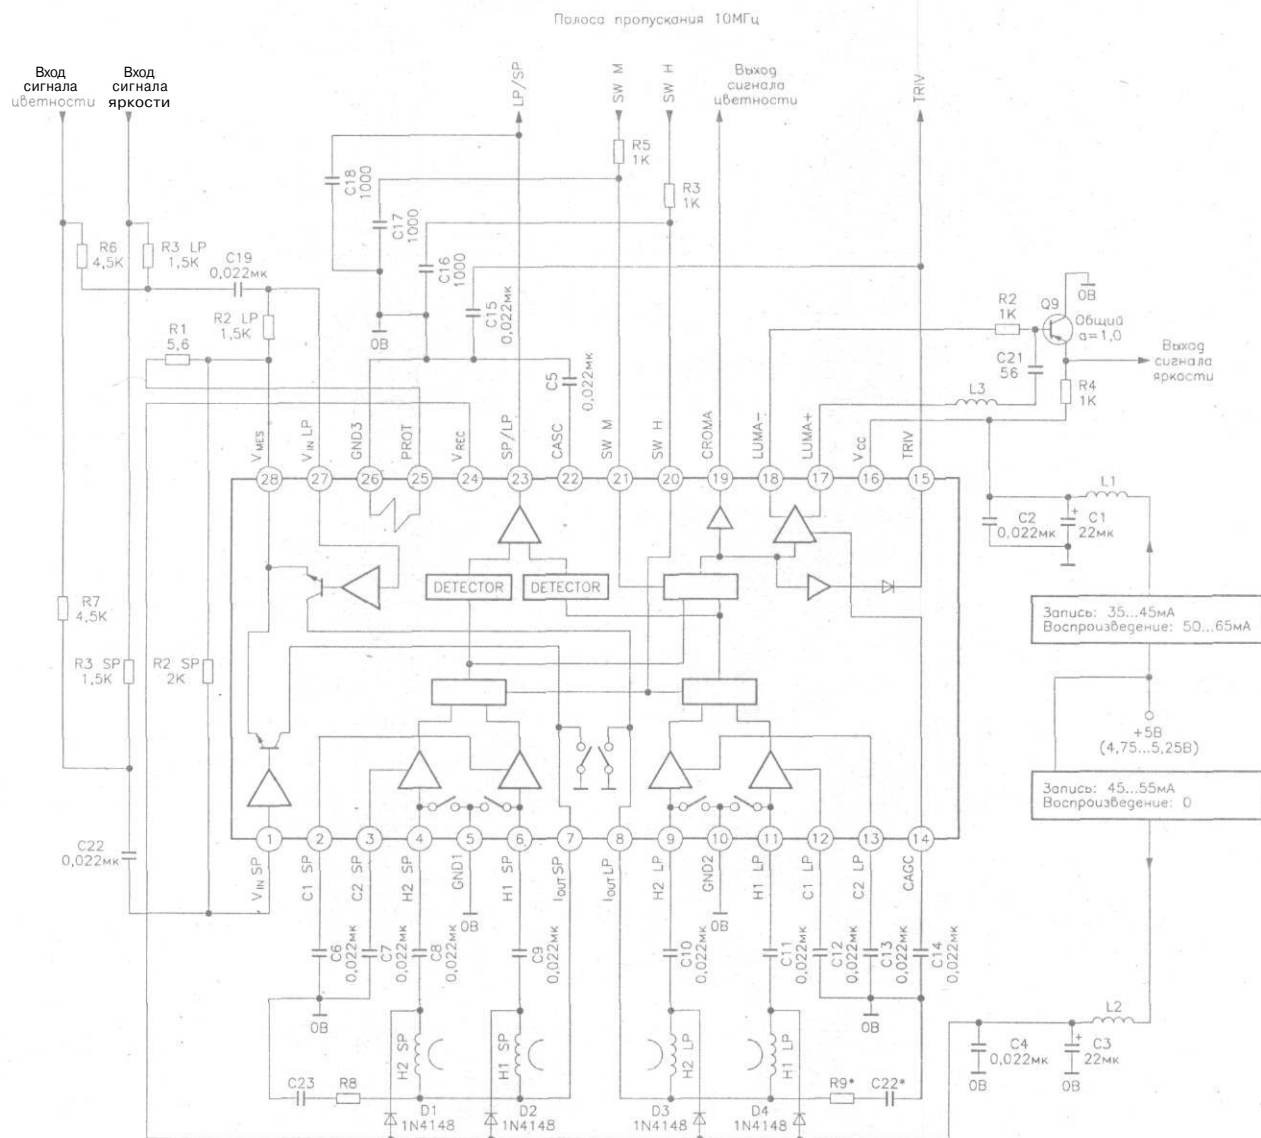 Полоса пропускания 10МГц
Вход
сигнала
цветности
Вход
сигнала
яркости
LP/SP
SW M
SW H
Выход
сигнала
цветности
TRIV
R5
1K
R3
1K
C18
1000
C17
1000
C16
1000
C15
0,022мк
R6
4,5K
R3 LP
1,5K
C19
0,022мк
R2 LP
1,5K
R1
5,6
0В
C5
0,022мк
R2
1K
Q9
0В
Общий
a=1,0
C21
56
Выход
сигнала
яркости
R4
1K
L3
VMES
VIN LP
GND3
PROT
VREC
SP/LP
CASC
SW M
SW H
CROMA
LUMA-
LUMA+
VCC
TRIV
28
27
26
25
24
23
22
21
20
19
18
17
16
15
L1
C2
0,022мк
+
C1
22мк
DETECTOR
DETECTOR
R7
4,5K
R3 SP
1,5K
R2 SP
2K
Запись: 35...45мА
Воспроизведение: 50...65мА
+5В
(4,75...5,25В)
Запись: 45...55мА
Воспроизведение: 0
C22
0,022мк
1
2
3
4
5
6
7
8
9
10
11
12
13
14
VIN SP
C1 SP
C2 SP
H2 SP
GND1
H1 SP
IOUT SP
IOUT LP
H2 LP
GND2
H1 LP
C1 LP
C2 LP
CAGC
0В
0В
C6
0,022мк
C7
0,022мк
C8
0,022мк
C9
0,022мк
C10
0,022мк
C11
0,022мк
C12
0,022мк
C13
0,022мк
C14
0,022мк
0В
0В
L2
C4
0,022мк
+
C3
22мк
0В
0В
H2 SP
H1 SP
H2 LP
H1 LP
C23
R8
R9*
C22*
D1
1N4148
D2
1N4148
D3
1N4148
D4
1N4148